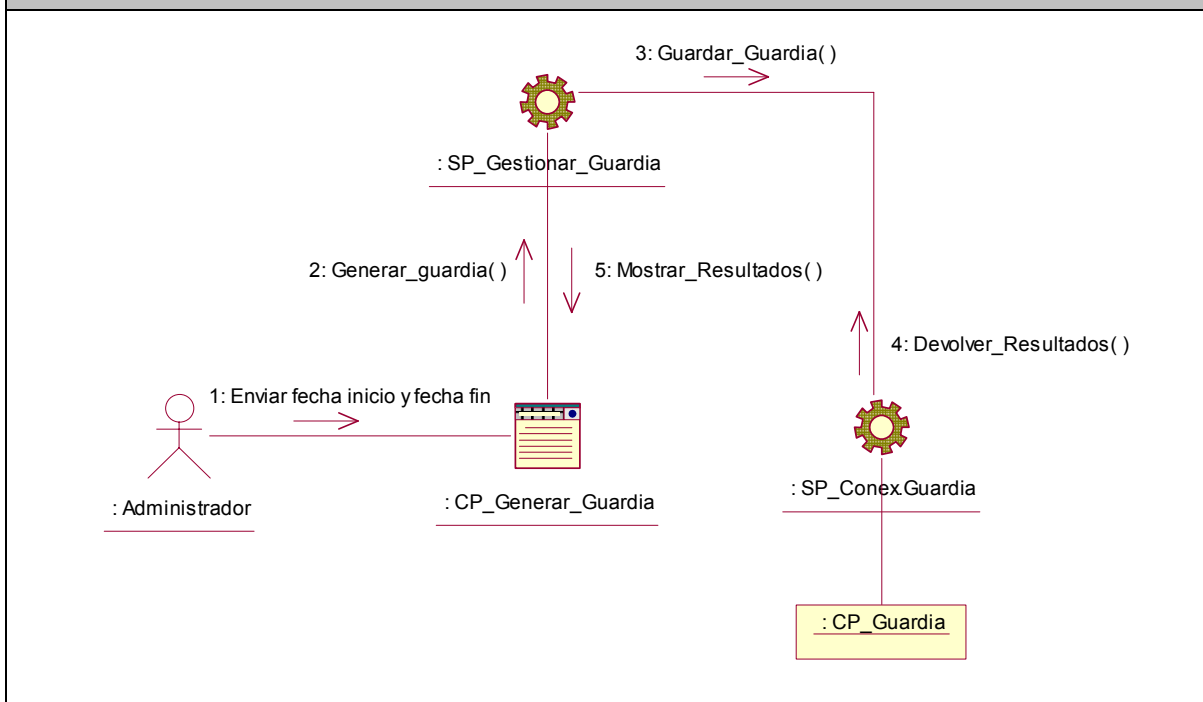 3: Guardar_Guardia( )
: SP_Gestionar_Guardia
2: Generar_guardia( )
5: Mostrar_Resultados( )
4: Devolver_Resultados( )
1: Enviar fecha inicio y fecha fin
: Administrador
: CP_Generar_Guardia
: SP_Conex.Guardia
: CP_Guardia